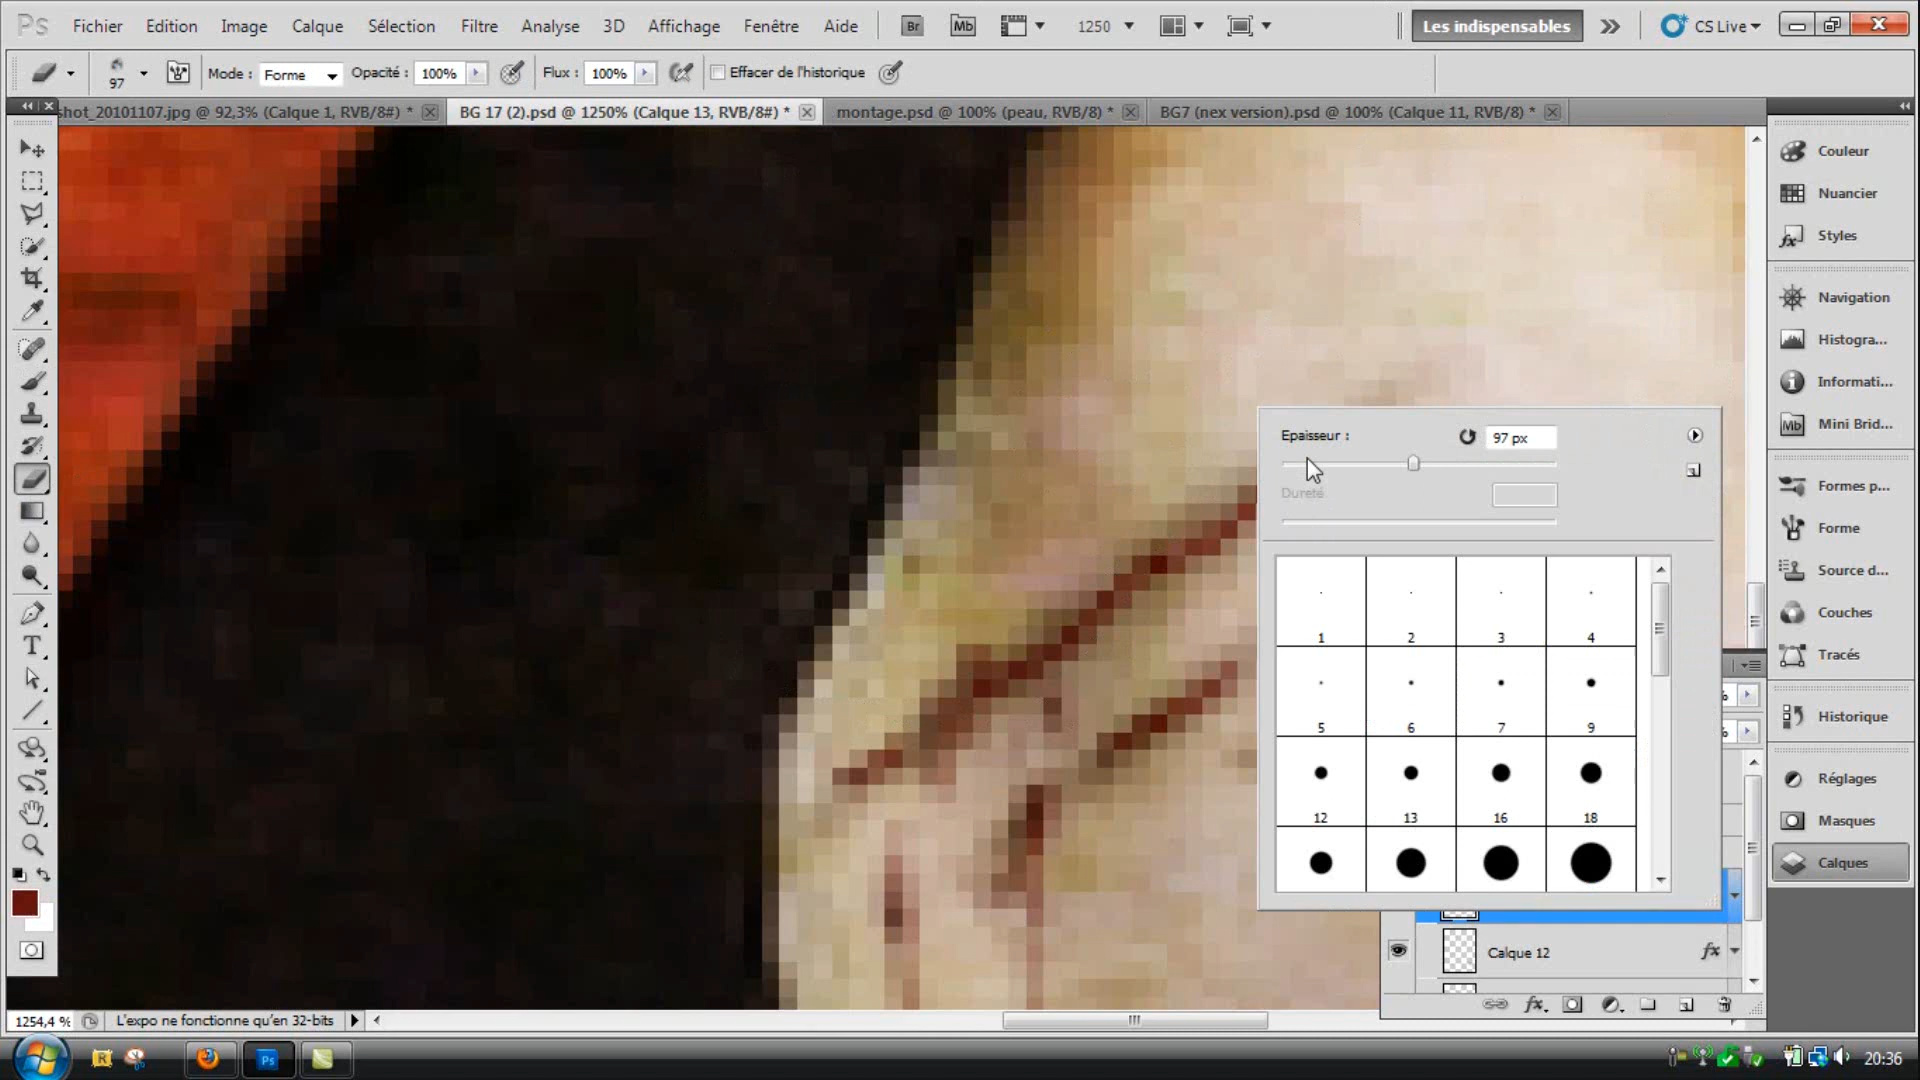 Ps Fichier Edition Image Calque Sélection Filtre Analyse 3D Affichage Fenêtre Aide Br Mb 1250 Les indispensables CS Live
97 Mode : Forme Opacité : 100% Flux : 100% Effacer de l'historique
shot_20101107.jpg @ 92,3% (Calque 1, RVB/8#) * BG 17 (2).psd @ 1250% (Calque 13, RVB/8#) * montage.psd @ 100% (peau, RVB/8) * BG7 (nex version).psd @ 100% (Calque 11, RVB/8) *
Couleur
Nuancier
Styles
Navigation
Histogra...
Informati...
Mb Mini Brid...
Formes p...
Forme
Source d...
Couches
Tracés
Historique
Réglages
Masques
Calques
Epaisseur : 97 px
Dureté
1 2 3 4
5 6 7 9
12 13 16 18
Calque 12 fx
1254,4 % L'expo ne fonctionne qu'en 32-bits
Ps 20:36